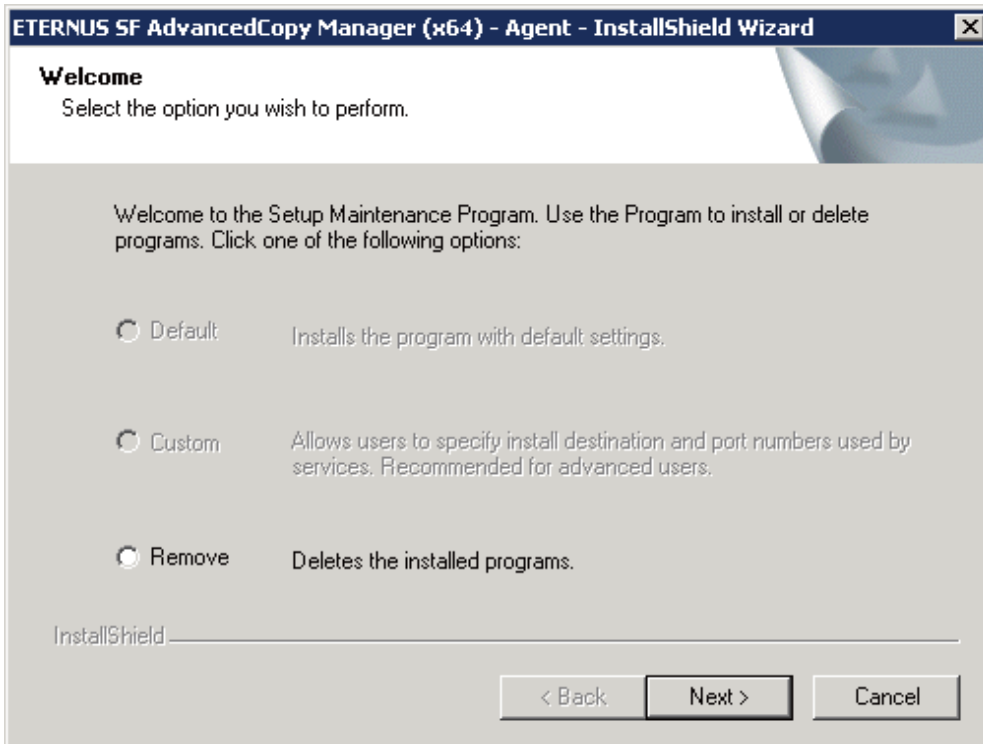 ETERNUS SF AdvancedCopy Manager (x64) - Agent - InstallShield Wizard
Welcome
Select the option you wish to perform.
Welcome to the Setup Maintenance Program. Use the Program to install or delete
programs. Click one of the following options:
Default
Installs the program with default settings.
Custom
Allows users to specify install destination and port numbers used by
services. Recommended for advanced users.
Remove
Deletes the installed programs.
InstallShield
< Back
Next >
Cancel